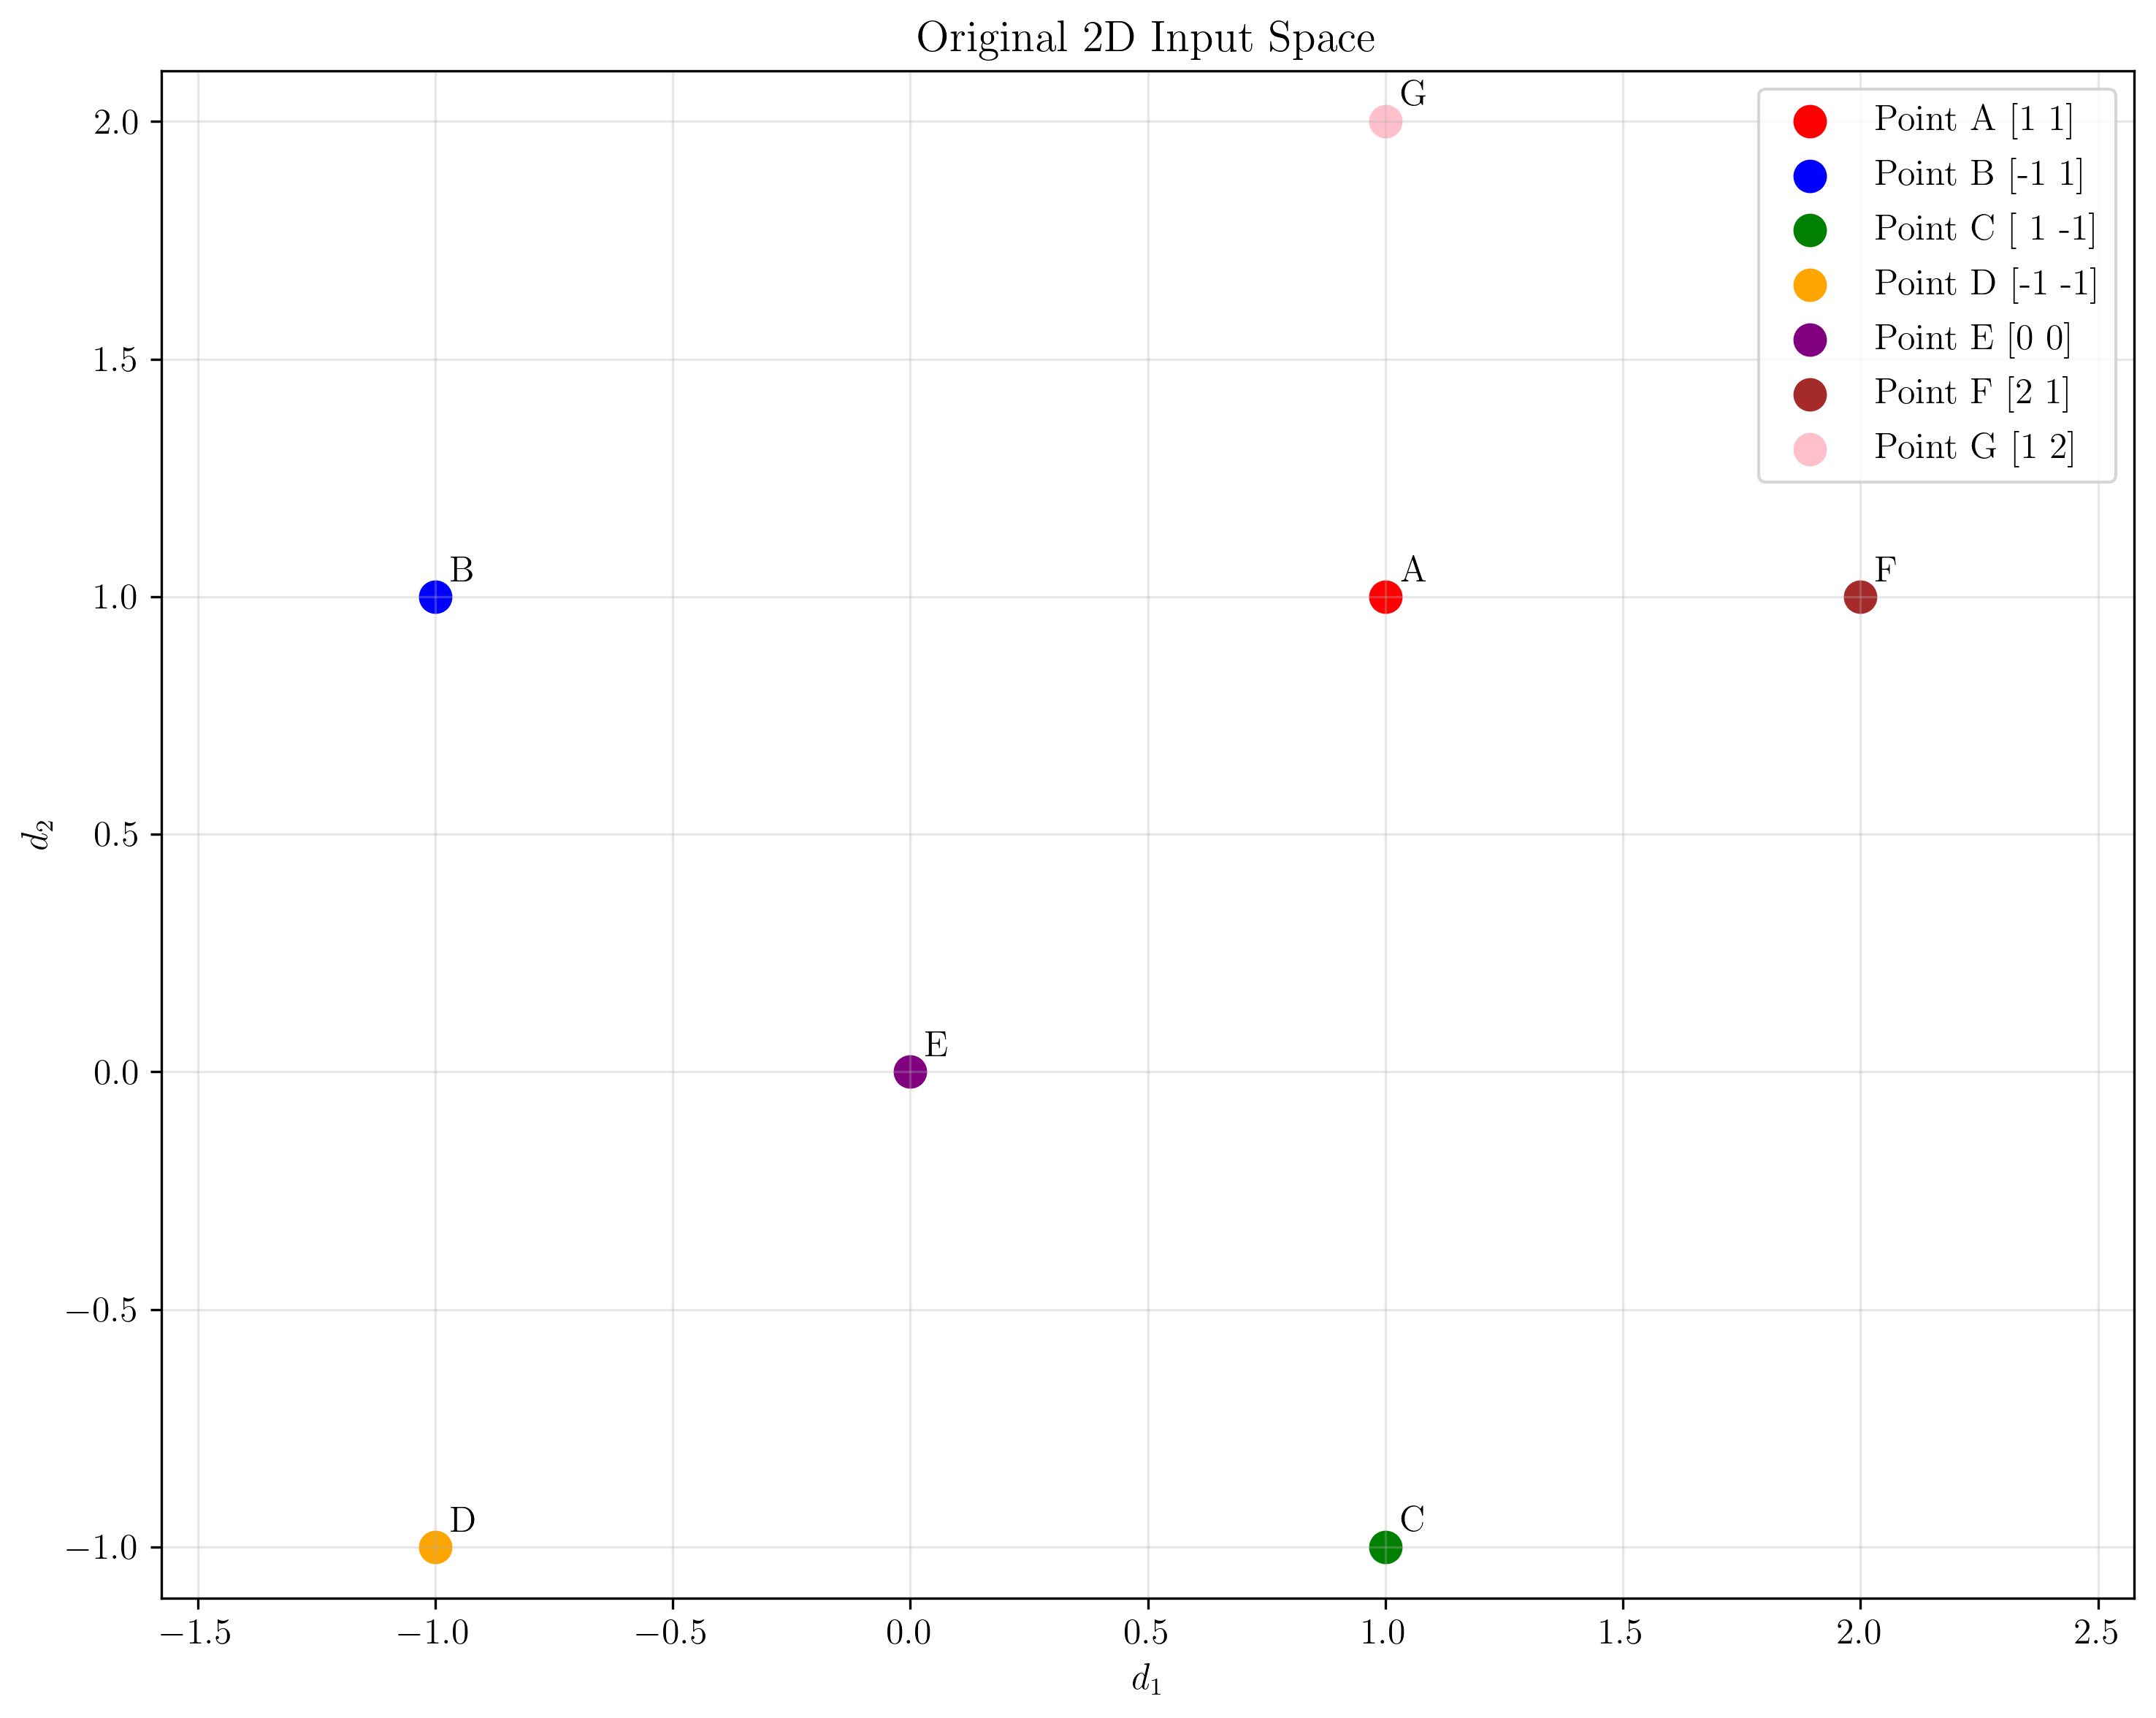 Original 2D Input Space
G
Point A [1 1]
Point B [-1 1]
Point C [ 1 -1]
Point D [-1 -1]
Point E [0 0]
Point F [2 1]
Point G [1 2]
B
A
F
E
D
C
2.0
1.5
1.0
0.5
0.0
−0.5
−1.0
d₂
−1.5 −1.0 −0.5 0.0 0.5 1.0 1.5 2.0 2.5
d₁